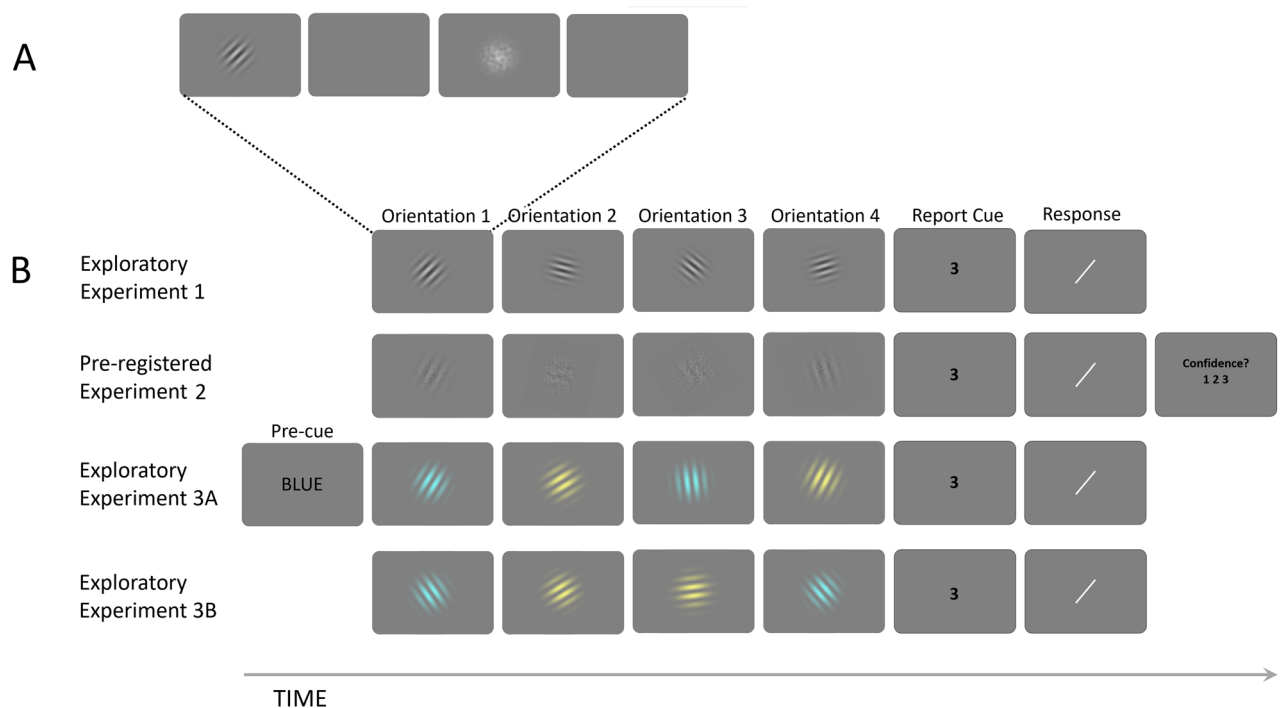 A
Orientation 1
Orientation 2
Orientation 3
Orientation 4
Report Cue
Response
B
Exploratory
Experiment 1
3
Pre-registered
Experiment 2
3
Confidence?
1 2 3
Pre-cue
Exploratory
Experiment 3A
BLUE
3
Exploratory
Experiment 3B
3
TIME